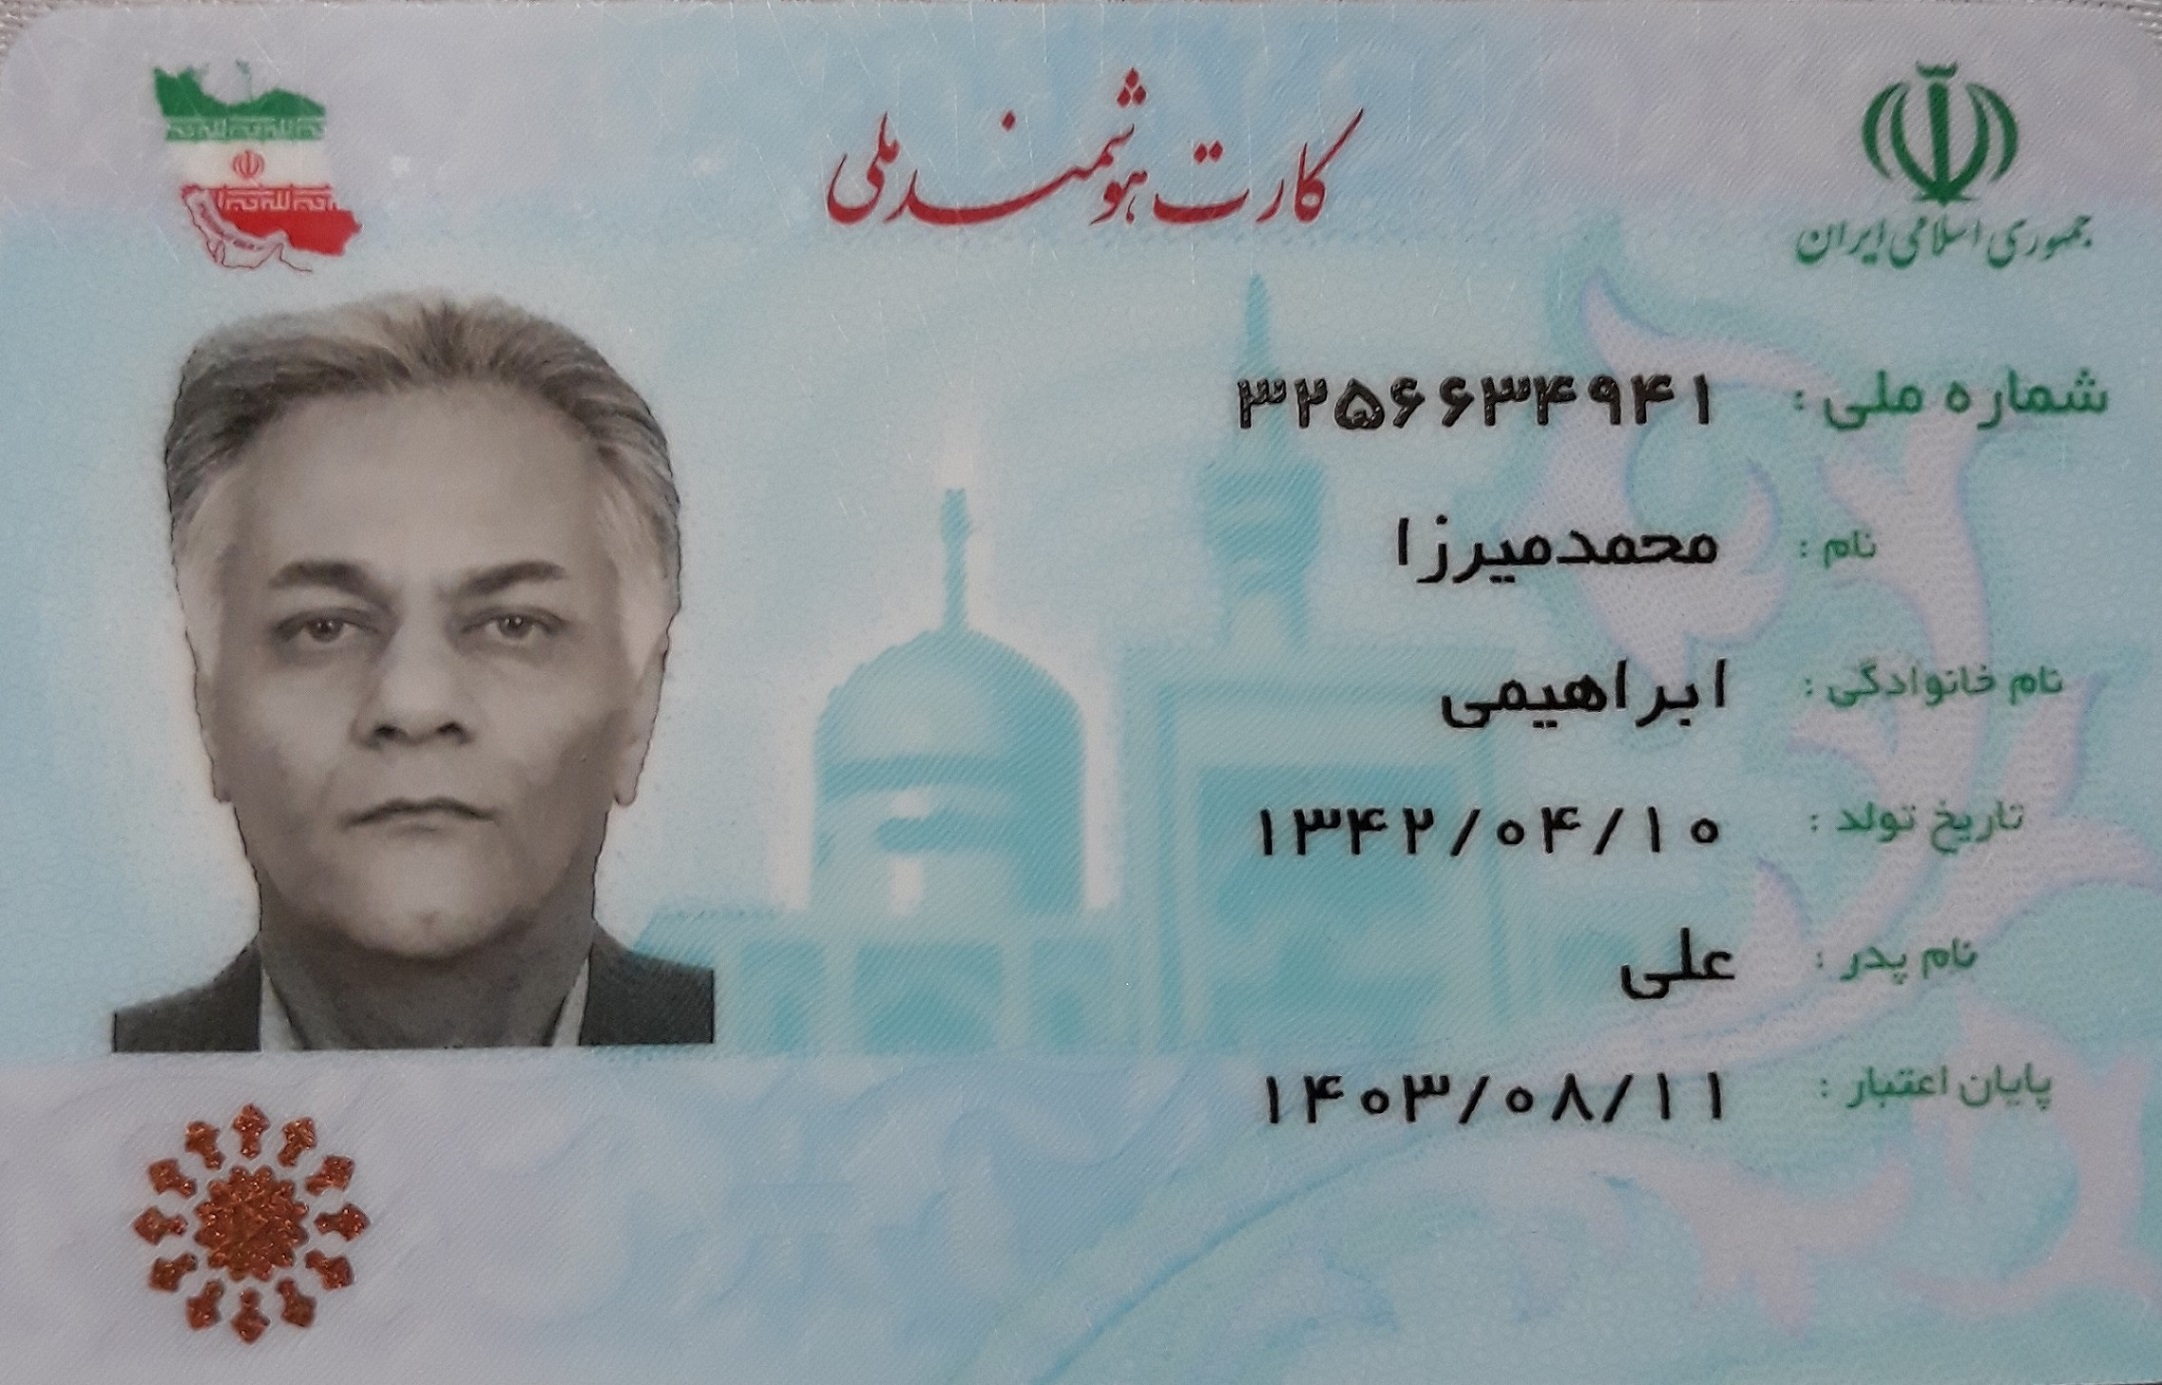 کارت هوشمند ملی
جمهوری اسلامی ایران
شماره ملی : ۳۲۵۶۶۳۴۹۴۱
نام : محمدمیرزا
نام خانوادگی : ابراهیمی
تاریخ تولد : ۱۳۴۲/۰۴/۱۰
نام پدر : علی
پایان اعتبار : ۱۴۰۳/۰۸/۱۱